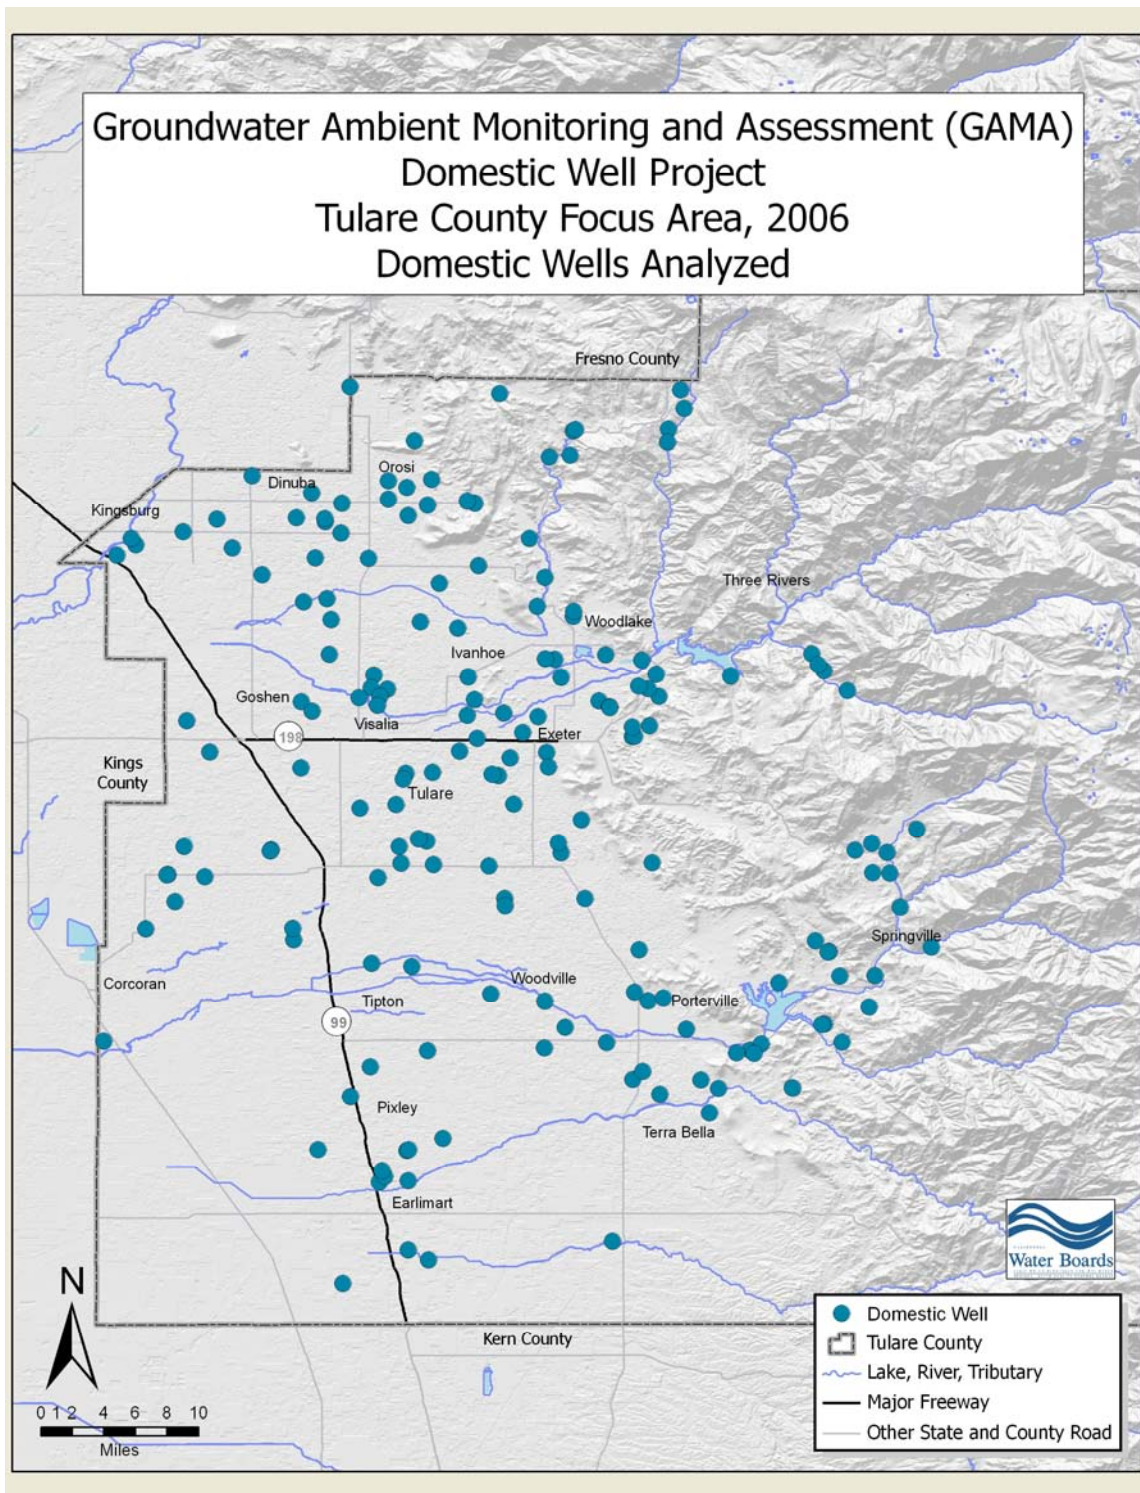 Groundwater Ambient Monitoring and Assessment (GAMA)
Domestic Well Project
Tulare County Focus Area, 2006
Domestic Wells Analyzed
Fresno County
Orosi
Dinuba
Kingsburg
Three Rivers
Woodlake
Ivanhoe
Goshen
Visalia
198
Exeter
Kings
County
Tulare
Springville
Corcoran
Woodville
Tipton
Porterville
99
Pixley
Terra Bella
Earlimart
Water Boards
N
Kern County
0 1 2 4 6 8 10
Miles
Domestic Well
Tulare County
Lake, River, Tributary
Major Freeway
Other State and County Road